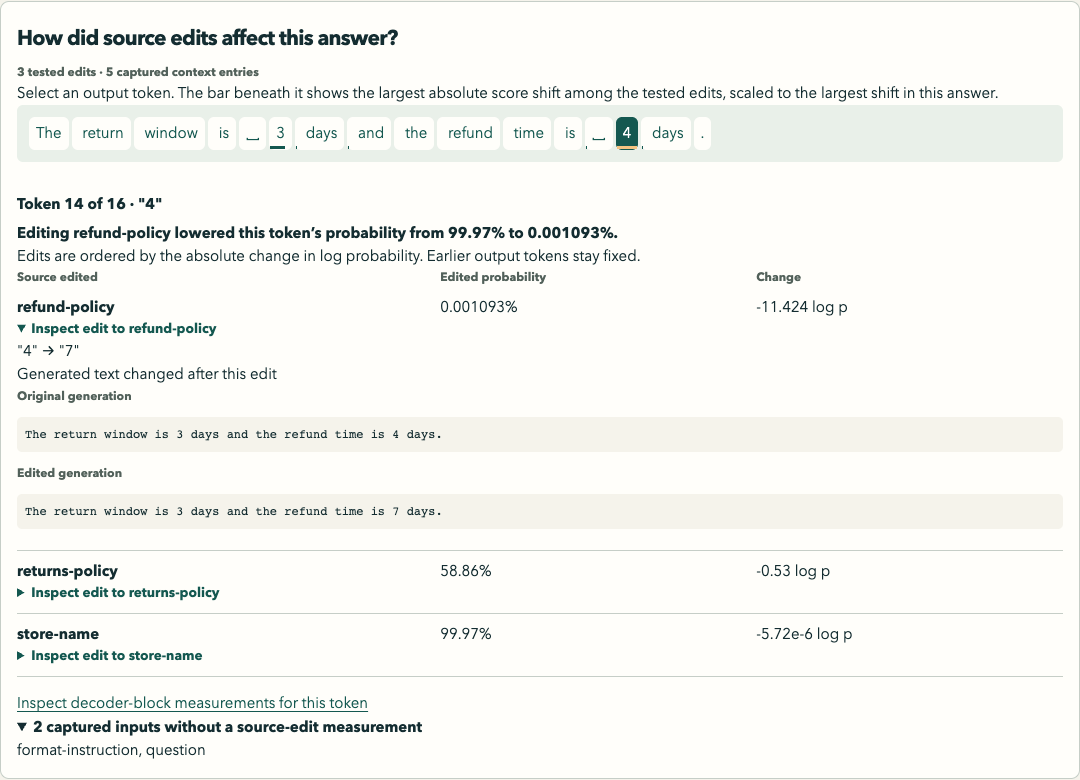 How did source edits affect this answer?
3 tested edits · 5 captured context entries
Select an output token. The bar beneath it shows the largest absolute score shift among the tested edits, scaled to the largest shift in this answer.
The return window is ⎵ 3 days and the refund time is ⎵ 4 days .
Token 14 of 16 · "4"
Editing refund-policy lowered this token’s probability from 99.97% to 0.001093%.
Edits are ordered by the absolute change in log probability. Earlier output tokens stay fixed.
Source edited Edited probability Change
refund-policy 0.001093% -11.424 log p
▼ Inspect edit to refund-policy
"4" → "7"
Generated text changed after this edit
Original generation
The return window is 3 days and the refund time is 4 days.
Edited generation
The return window is 3 days and the refund time is 7 days.
returns-policy 58.86% -0.53 log p
▶ Inspect edit to returns-policy
store-name 99.97% -5.72e-6 log p
▶ Inspect edit to store-name
Inspect decoder-block measurements for this token
▼ 2 captured inputs without a source-edit measurement
format-instruction, question